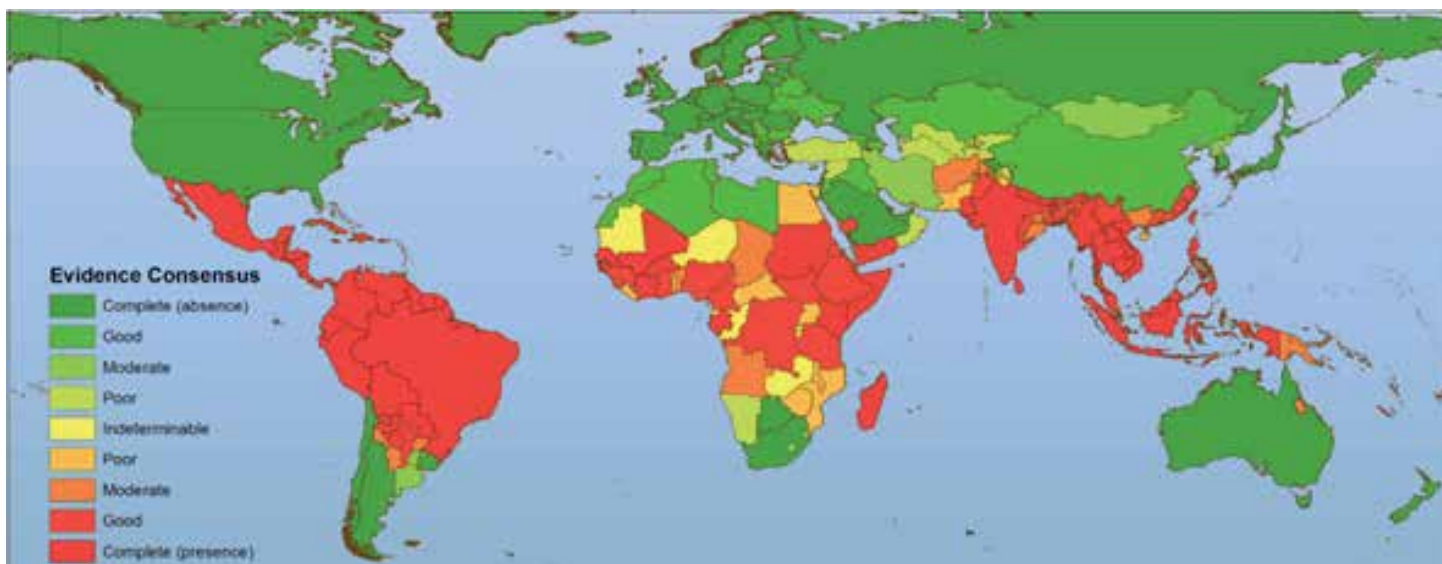 Evidence Consensus
Complete (absence)
Good
Moderate
Poor
Indeterminable
Poor
Moderate
Good
Complete (presence)